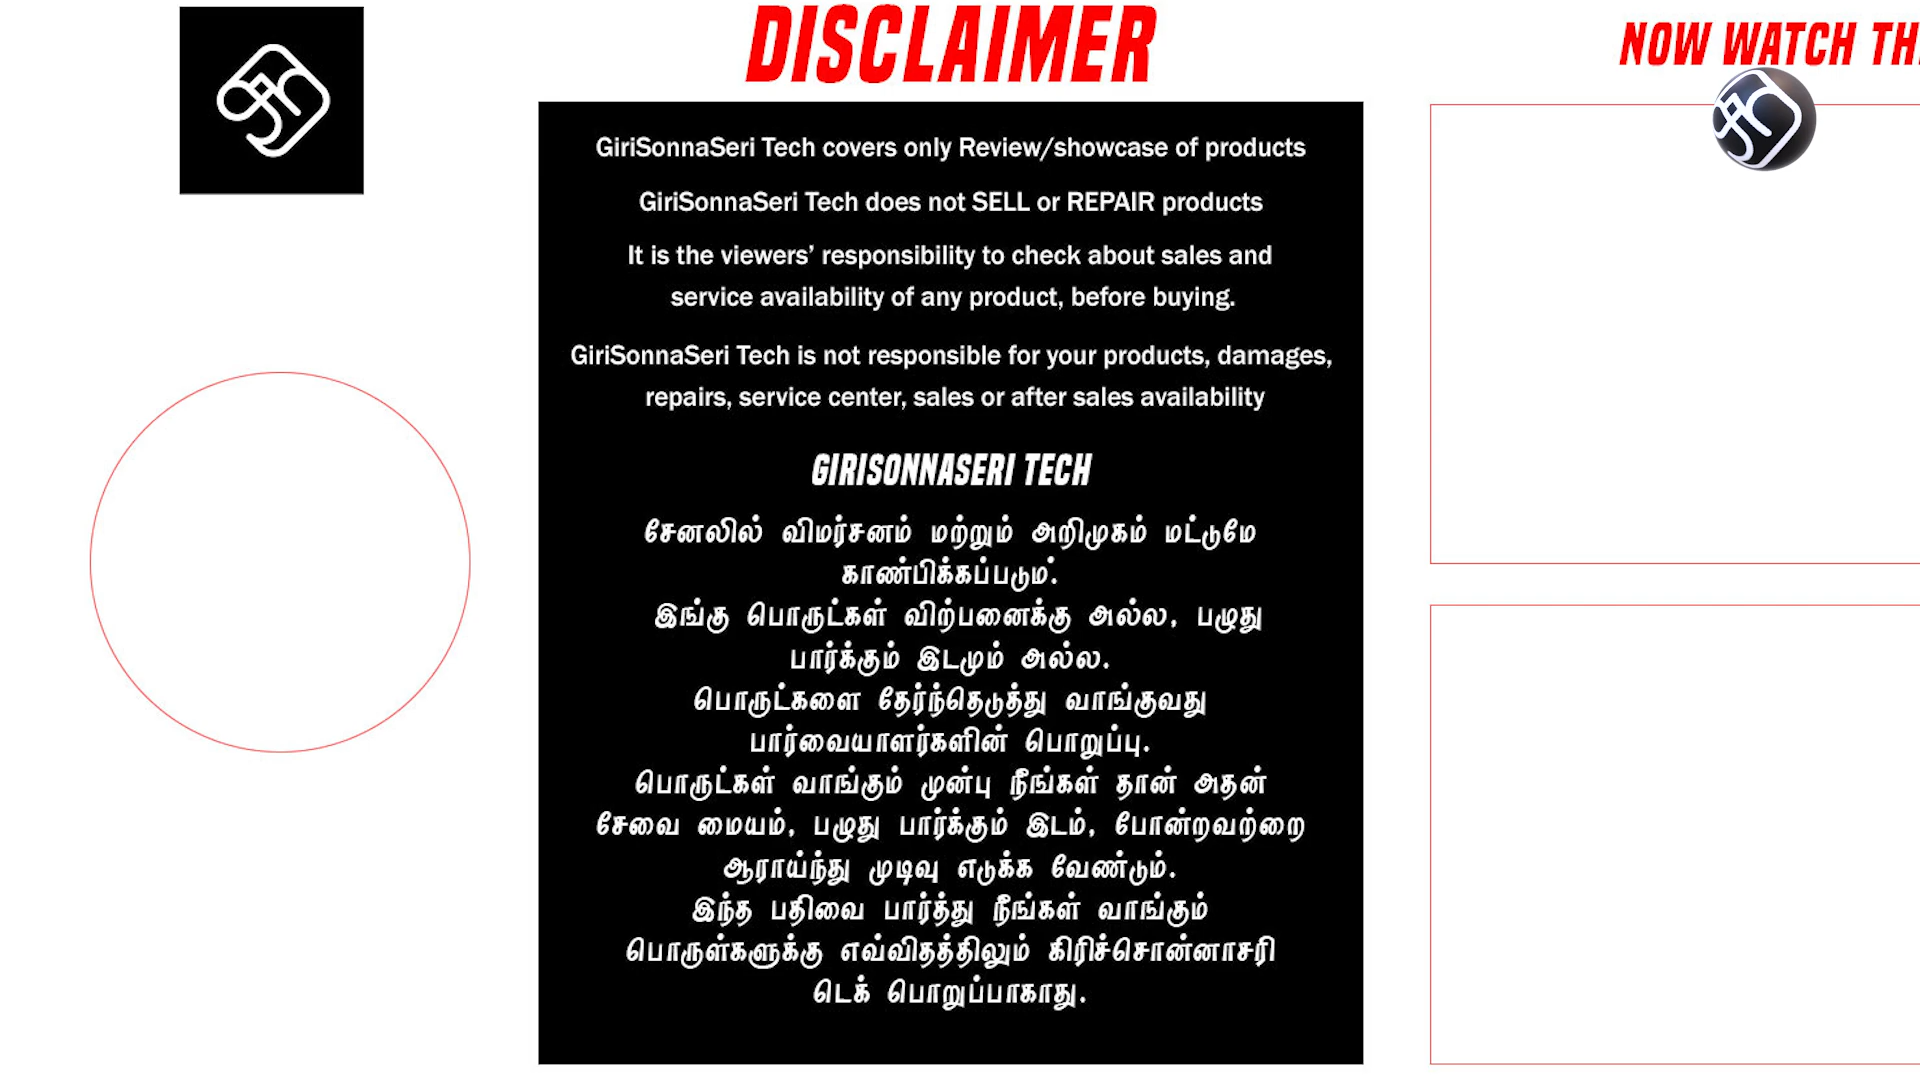 DISCLAIMER
NOW WATCH
GiriSonnaSeri Tech covers only Review/showcase of products
GiriSonnaSeri Tech does not SELL or REPAIR products
It is the viewers’ responsibility to check about sales and
service availability of any product, before buying.
GiriSonnaSeri Tech is not responsible for your products, damages,
repairs, service center, sales or after sales availability
GIRISONNASERI TECH
சேனலில் விமர்சனம் மற்றும் அறிமுகம் மட்டுமே
காண்பிக்கப்படும்.
இங்கு பொருட்கள் விற்பனைக்கு அல்ல, பழுது
பார்க்கும் இடமும் அல்ல.
பொருட்களை தேர்ந்தெடுத்து வாங்குவது
பார்வையாளர்களின் பொறுப்பு.
பொருட்கள் வாங்கும் முன்பு நீங்கள் தான் அதன்
சேவை மையம், பழுது பார்க்கும் இடம், போன்றவற்றை
ஆராய்ந்து முடிவு எடுக்க வேண்டும்.
இந்த பதிவை பார்த்து நீங்கள் வாங்கும்
பொருள்களுக்கு எவ்விதத்திலும் கிரிச்சொன்னாசரி
டெக் பொறுப்பாகாது.